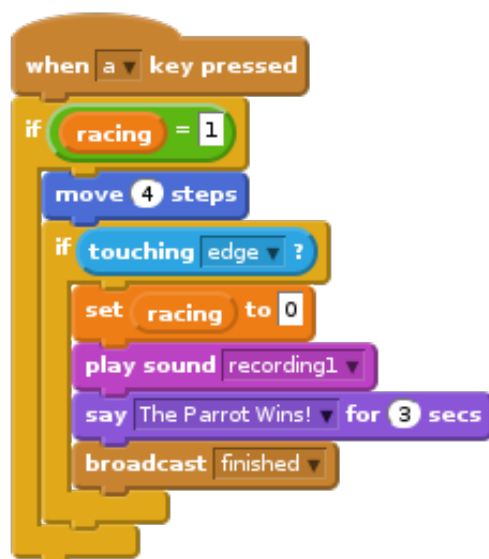 when a key pressed
if racing = 1
move 4 steps
if touching edge ?
set racing to 0
play sound recording1
say The Parrot Wins! for 3 secs
broadcast finished